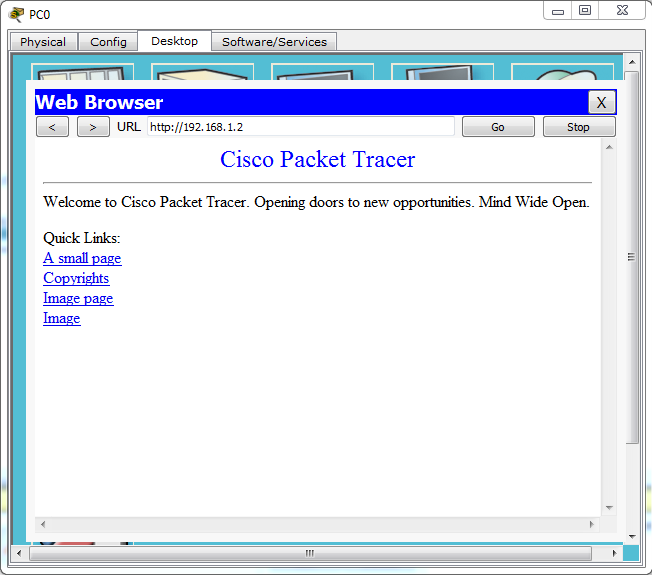 PC0
Physical Config Desktop Software/Services
Web Browser X
< > URL http://192.168.1.2 Go Stop
Cisco Packet Tracer
Welcome to Cisco Packet Tracer. Opening doors to new opportunities. Mind Wide Open.
Quick Links:
A small page
Copyrights
Image page
Image